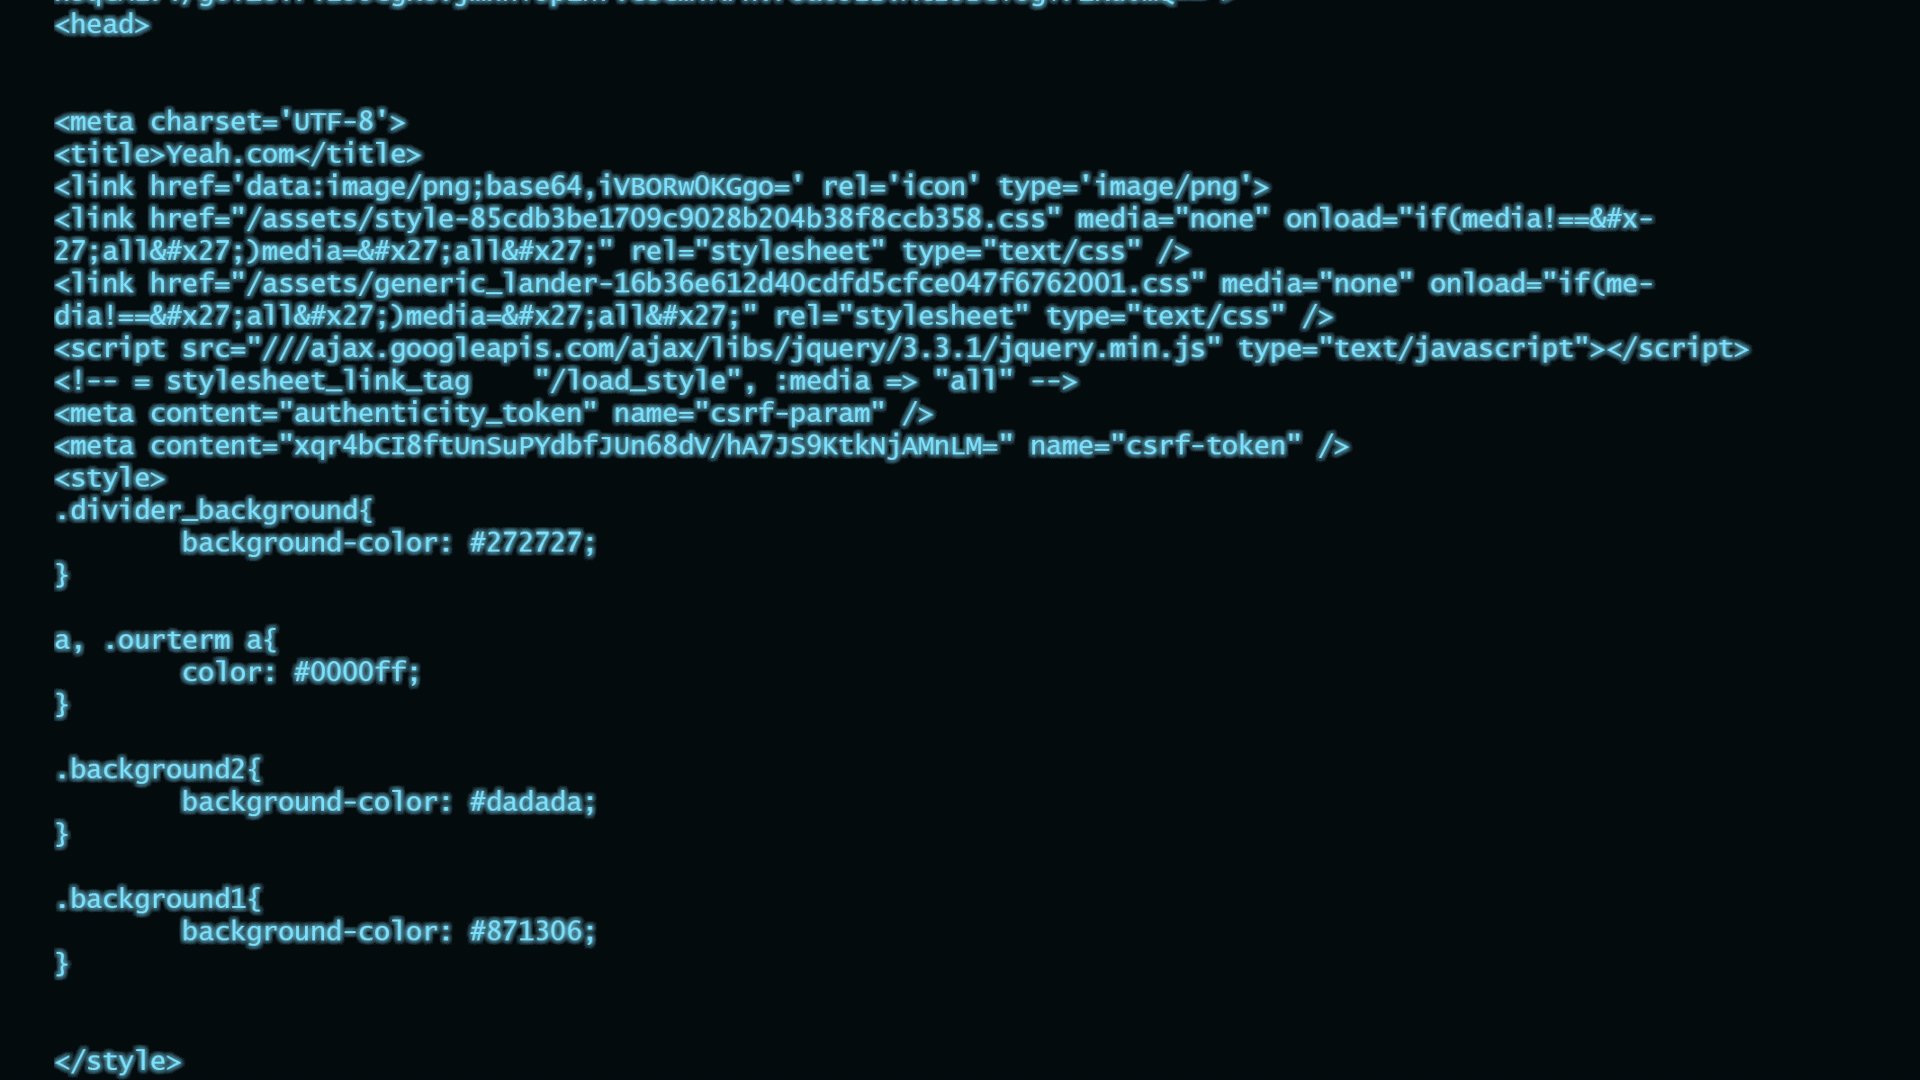 <head>
<meta charset='UTF-8'>
<title>Yeah.com</title>
<link href='data:image/png;base64,iVBORw0KGgo=' rel='icon' type='image/png'>
<link href="/assets/style-85cdb3be1709c9028b204b38f8ccb358.css" media="none" onload="if(media!==&#x-
27;all&#x27;)media=&#x27;all&#x27;" rel="stylesheet" type="text/css" />
<link href="/assets/generic_lander-16b36e612d40cdfd5cfce047f6762001.css" media="none" onload="if(me-
dia!==&#x27;all&#x27;)media=&#x27;all&#x27;" rel="stylesheet" type="text/css" />
<script src="///ajax.googleapis.com/ajax/libs/jquery/3.3.1/jquery.min.js" type="text/javascript"></script>
<!-- = stylesheet_link_tag    "/load_style", :media => "all" -->
<meta content="authenticity_token" name="csrf-param" />
<meta content="xqr4bCI8ftUnSuPYdbfJUn68dV/hA7JS9KtkNjAMnLM=" name="csrf-token" />
<style>
.divider_background{
        background-color: #272727;
}
a, .ourterm a{
        color: #0000ff;
}
.background2{
        background-color: #dadada;
}
.background1{
        background-color: #871306;
}
</style>